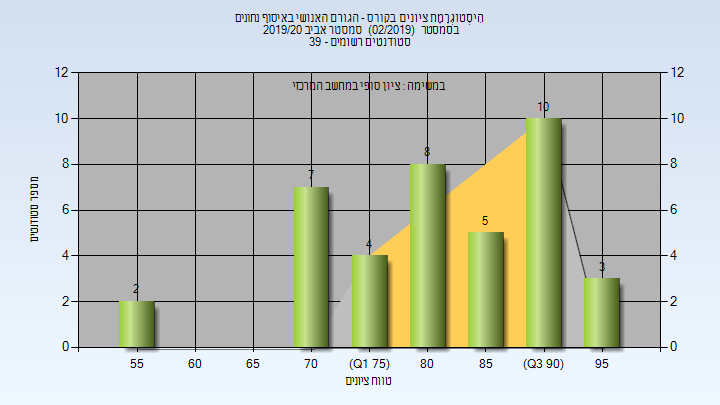 היסטוגרמת ציונים בקורס - הגורם האנושי באיסוף נתונים
בסמסטר (02/2019) סמסטר אביב 2019/20
סטודנטים רשומים - 39
במשימה : ציון סופי במחשב המרכזי
12 12
10 10 10
8 8 8
7
6 6
5
4 4 4
3
2 2 2
0 0
55 60 65 70 (Q1 75) 80 85 (Q3 90) 95
טווח ציונים
מספר סטודנטים